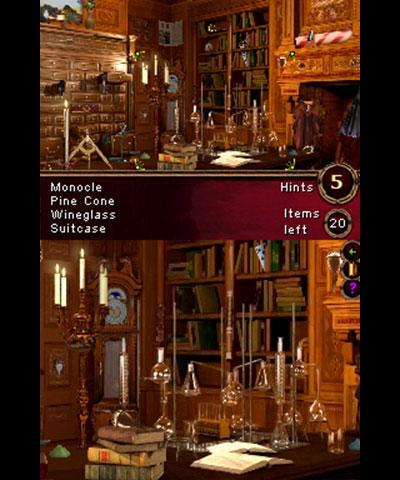 Monocle
Pine Cone
Wineglass
Suitcase
Hints 5
Items left 20
?